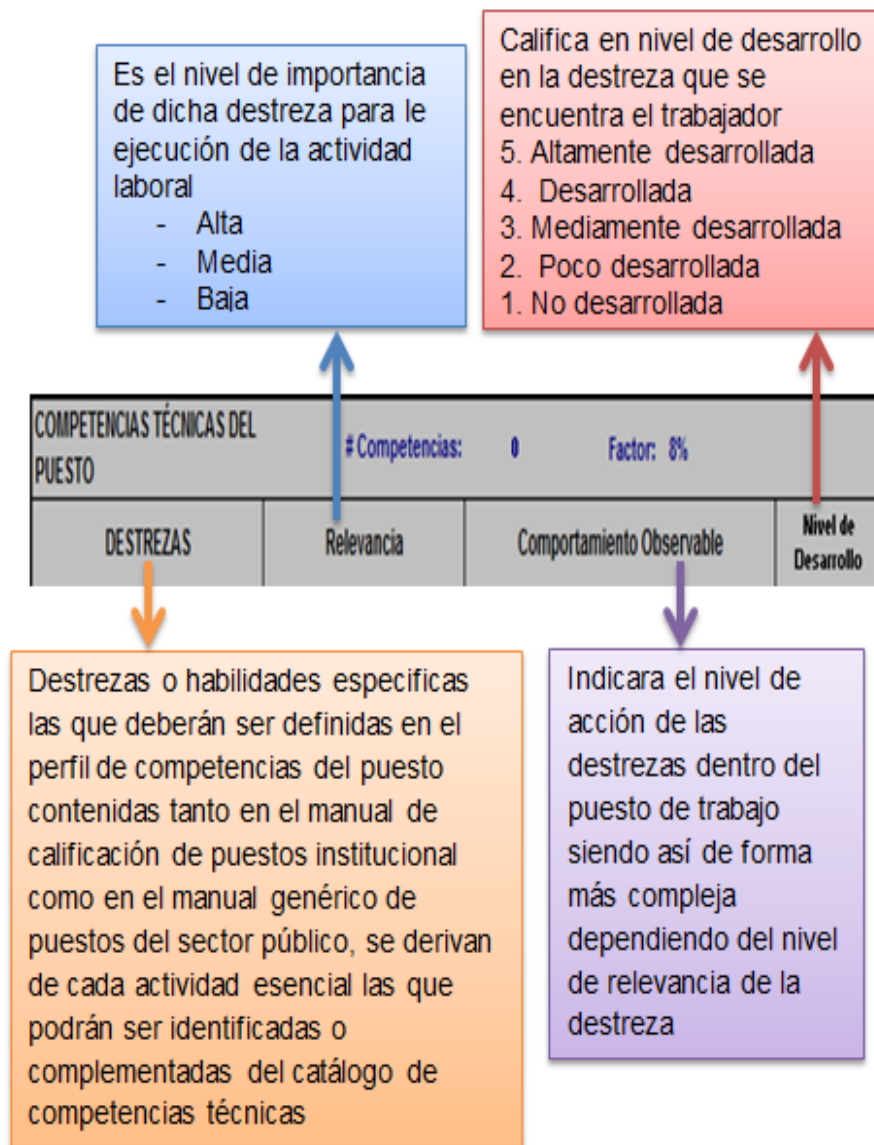 Es el nivel de importancia
de dicha destreza para le
ejecución de la actividad
laboral
- Alta
- Media
- Baja
Califica en nivel de desarrollo
en la destreza que se
encuentra el trabajador
5. Altamente desarrollada
4. Desarrollada
3. Mediamente desarrollada
2. Poco desarrollada
1. No desarrollada
COMPETENCIAS TÉCNICAS DEL
PUESTO
# Competencias: 0 Factor: 8%
DESTREZAS
Relevancia
Comportamiento Observable
Nivel de
Desarrollo
Destrezas o habilidades especificas
las que deberán ser definidas en el
perfil de competencias del puesto
contenidas tanto en el manual de
calificación de puestos institucional
como en el manual genérico de
puestos del sector público, se derivan
de cada actividad esencial las que
podrán ser identificadas o
complementadas del catálogo de
competencias técnicas
Indicara el nivel de
acción de las
destrezas dentro del
puesto de trabajo
siendo así de forma
más compleja
dependiendo del nivel
de relevancia de la
destreza